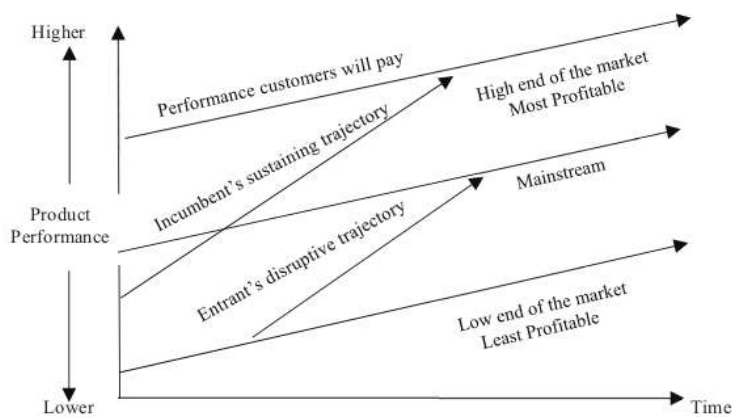 Higher
Performance customers will pay
High end of the market
Most Profitable
Incumbent's sustaining trajectory
Mainstream
Product
Performance
Entrant's disruptive trajectory
Low end of the market
Least Profitable
Lower
Time